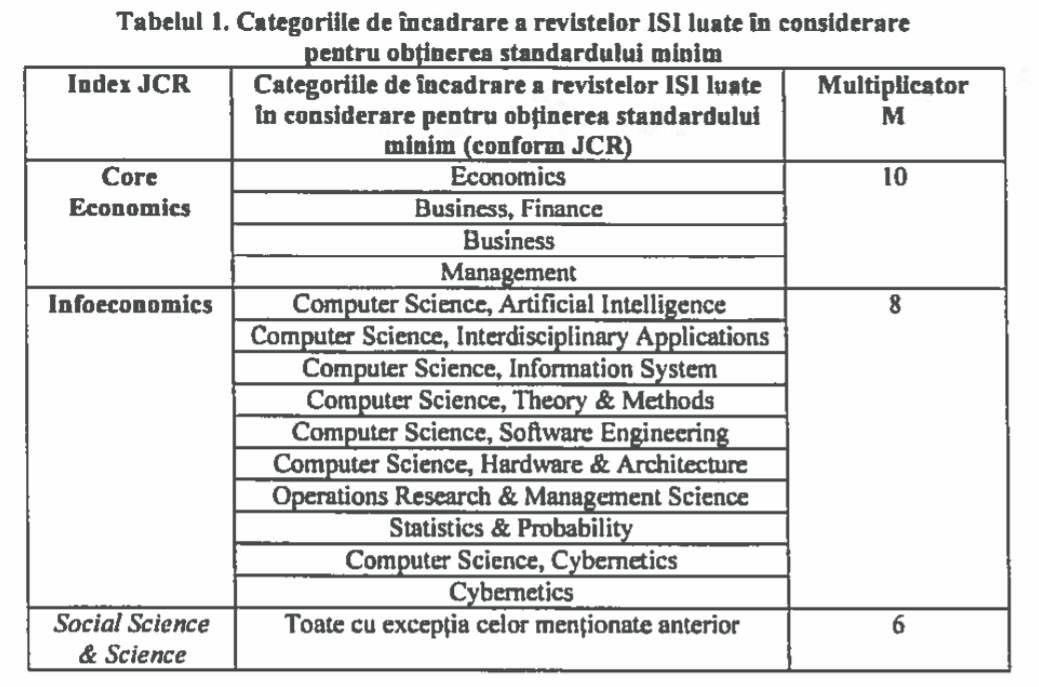 Tabelul 1. Categoriile de încadrare a revistelor ISI luate în considerare
pentru obținerea standardului minim
Index JCR
Categoriile de încadrare a revistelor ISI luate
în considerare pentru obținerea standardului
minim (conform JCR)
Multiplicator
M
Core
Economics
Economics
Business, Finance
Business
Management
10
Infoeconomics
Computer Science, Artificial Intelligence
Computer Science, Interdisciplinary Applications
Computer Science, Information System
Computer Science, Theory & Methods
Computer Science, Software Engineering
Computer Science, Hardware & Architecture
Operations Research & Management Science
Statistics & Probability
Computer Science, Cybernetics
Cybernetics
8
Social Science
& Science
Toate cu excepția celor menționate anterior
6